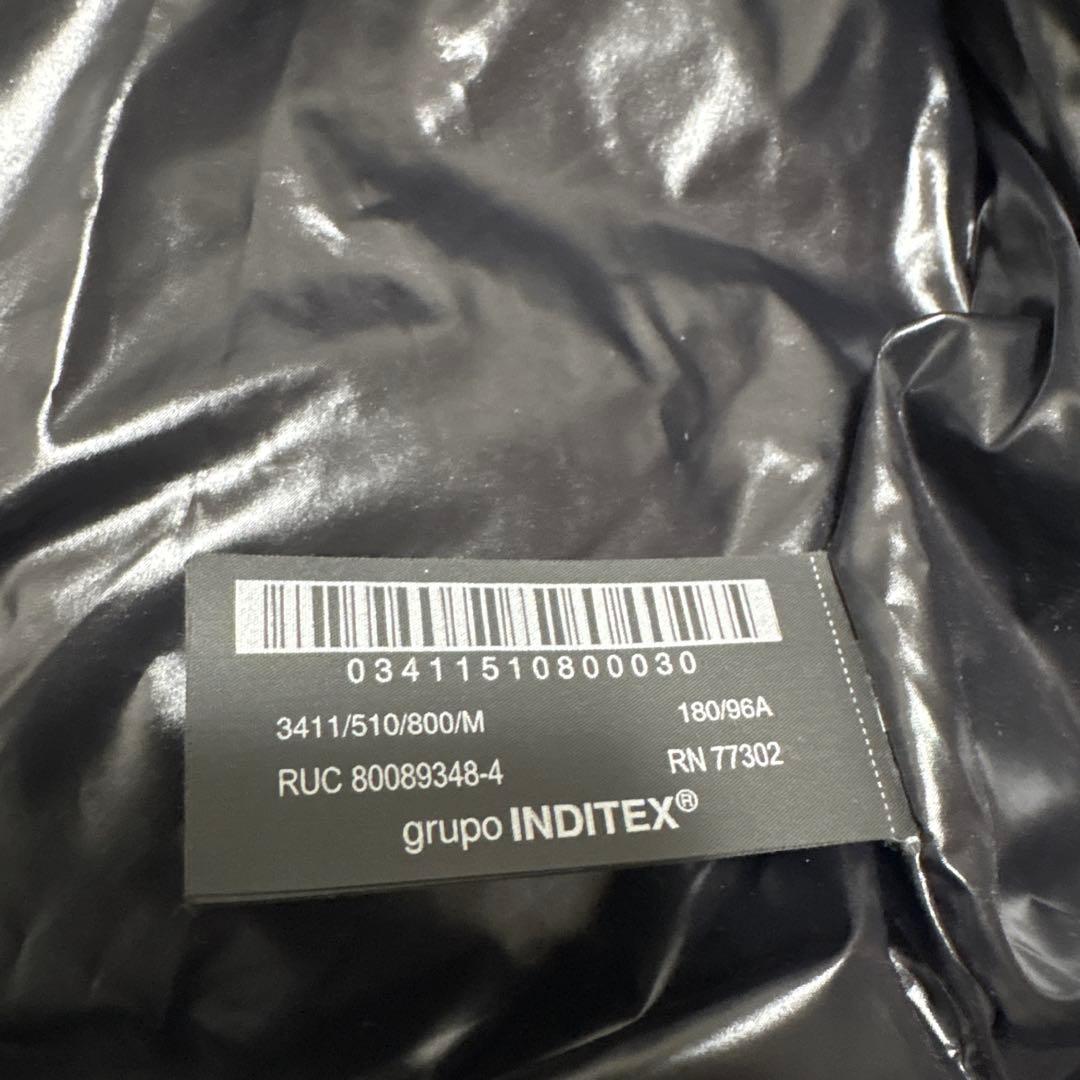 03411510800030
3411/510/800/M 180/96A
RUC 80089348-4 RN 77302
grupo INDITEX®